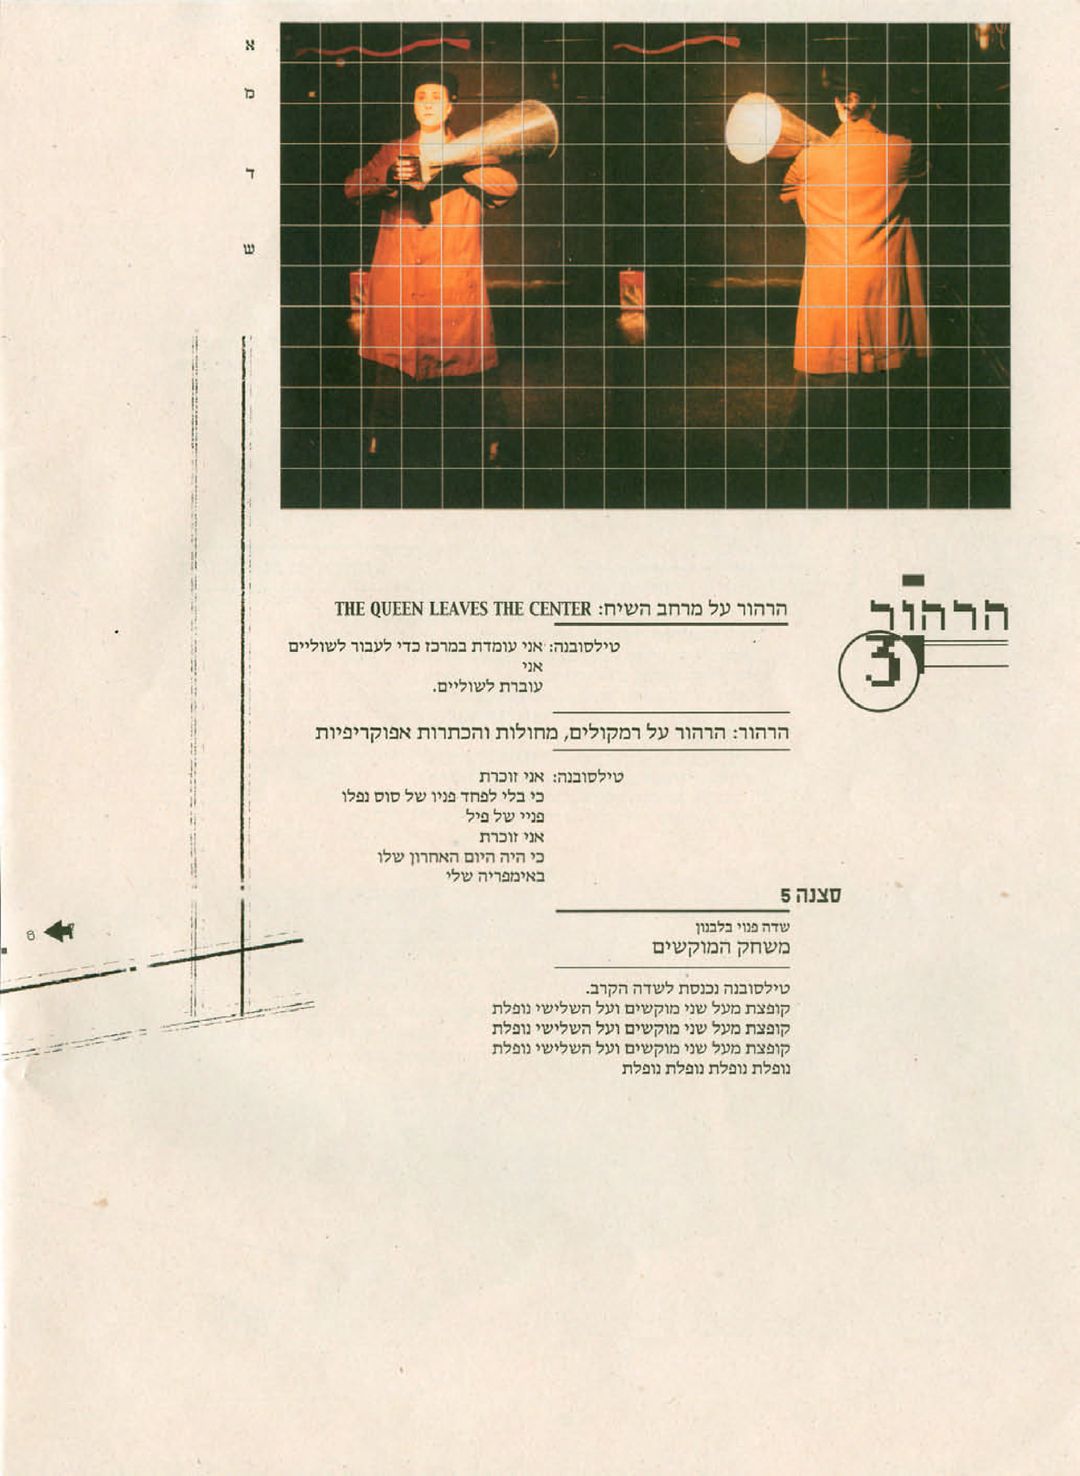 א
מ
ד
ש
הרהור
3
הרהור על מרחב השיח: THE QUEEN LEAVES THE CENTER
טילסובנה: אני עומדת במרכז כדי לעבור לשוליים
אני
עוברת לשוליים.
הרהור: הרהור על רמקולים, מחולות והכתרות אפוקריפיות
טילסובנה: אני זוכרת
כי בלי לפחד פניו של סוס נפלו
פניי של פיל
אני זוכרת
כי היה היום האחרון שלו
באימפריה שלי
סצנה 5
שדה פנוי בלבנון
משחק המוקשים
טילסובנה נכנסת לשדה הקרב.
קופצת מעל שני מוקשים ועל השלישי נופלת
קופצת מעל שני מוקשים ועל השלישי נופלת
קופצת מעל שני מוקשים ועל השלישי נופלת
נופלת נופלת נופלת נופלת